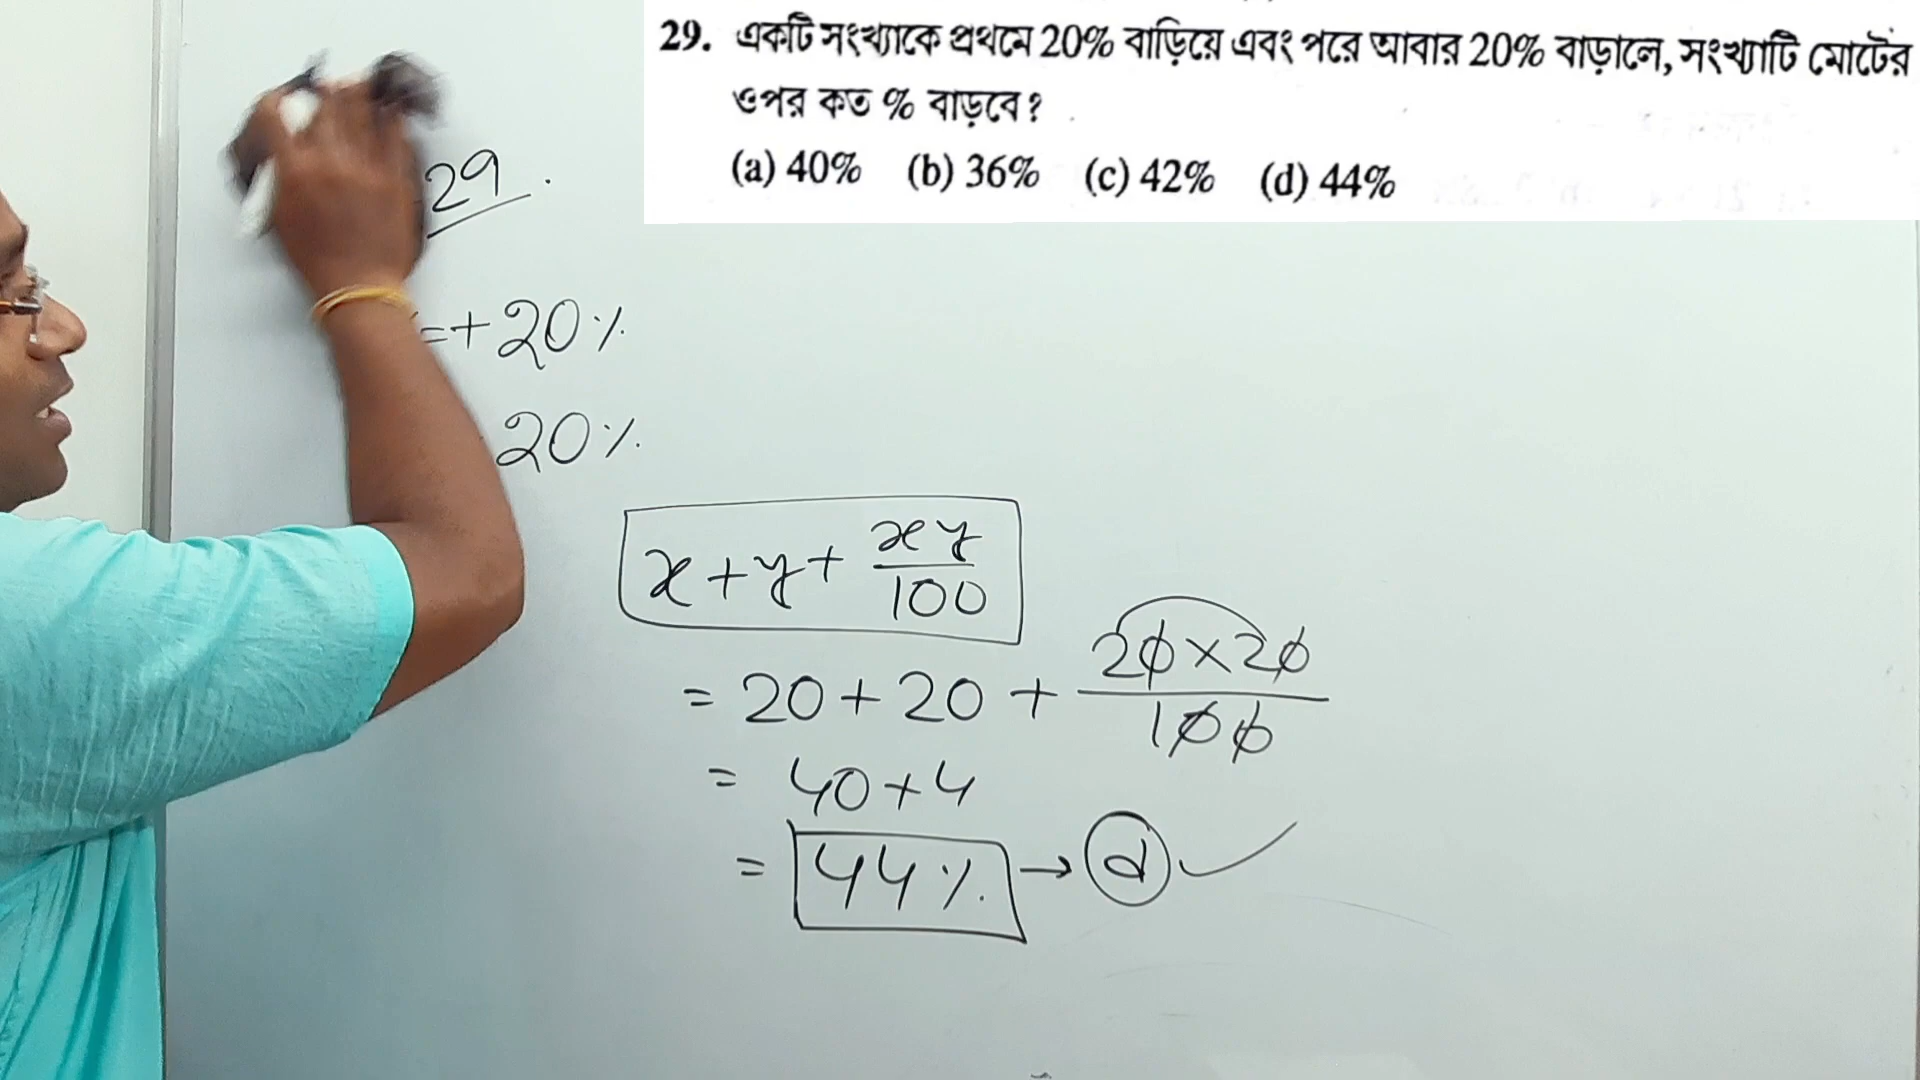 29. একটি সংখ্যাকে প্রথমে 20% বাড়িয়ে এবং পরে আবার 20% বাড়ালে, সংখ্যাটি মোটের
ওপর কত % বাড়বে?
(a) 40% (b) 36% (c) 42% (d) 44%
29.
=+20%
20%
x+y+xy/100
= 20+20+20×20/100
= 40+4
= 44% → d ✓